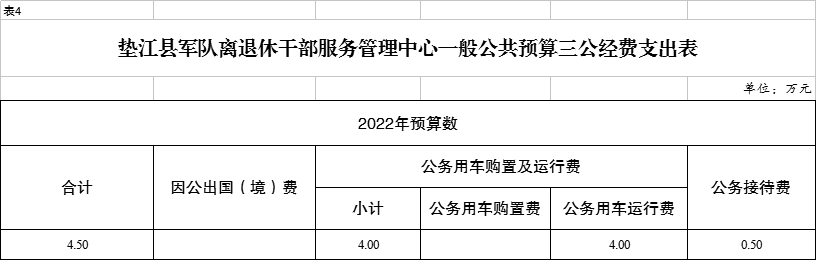 表4
垫江县军队离退休干部服务管理中心一般公共预算三公经费支出表
单位：万元
2022年预算数
合计
因公出国（境）费
公务用车购置及运行费
公务接待费
小计
公务用车购置费
公务用车运行费
4.50
4.00
4.00
0.50